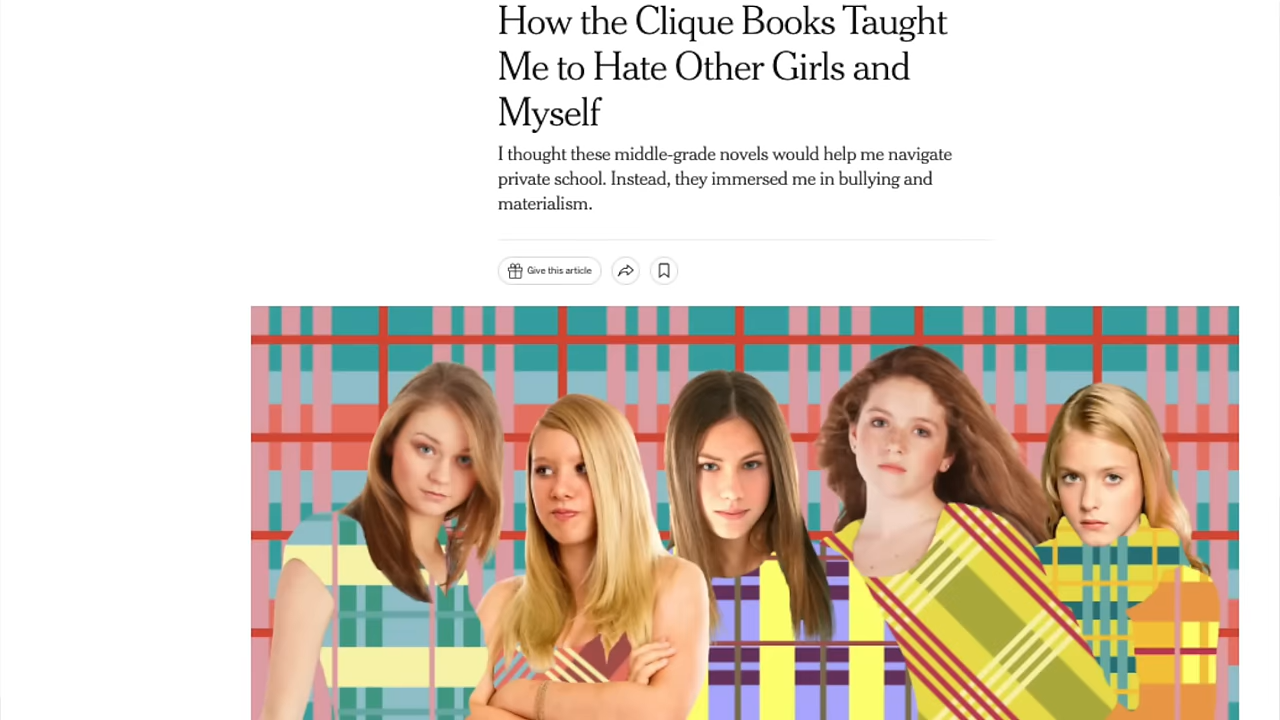 How the Clique Books Taught
Me to Hate Other Girls and
Myself
I thought these middle-grade novels would help me navigate
private school. Instead, they immersed me in bullying and
materialism.
Give this article